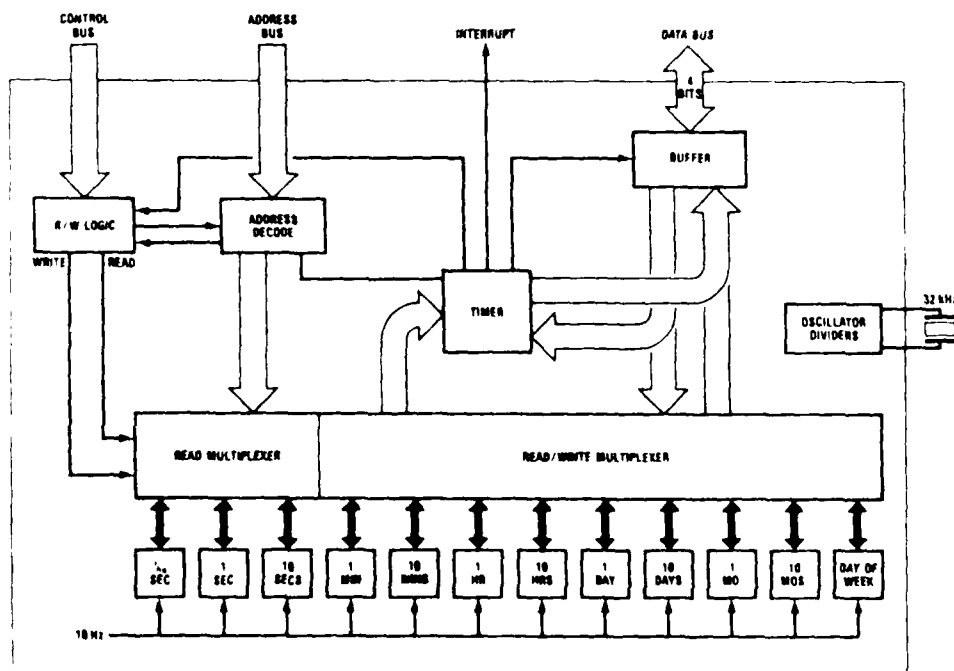 CONTROL
BUS
ADDRESS
BUS
INTERRUPT
DATA BUS
4
BITS
BUFFER
R/W LOGIC
ADDRESS
DECODE
WRITE
READ
TIMER
32 kHz
OSCILLATOR
DIVIDERS
READ MULTIPLEXER
READ/WRITE MULTIPLEXER
SEC
1
SEC
10
SECS
1
MIN
10
MINS
1
HR
10
HRS
1
DAY
10
DAYS
1
MO
10
MOS
DAY OF
WEEK
10 Hz